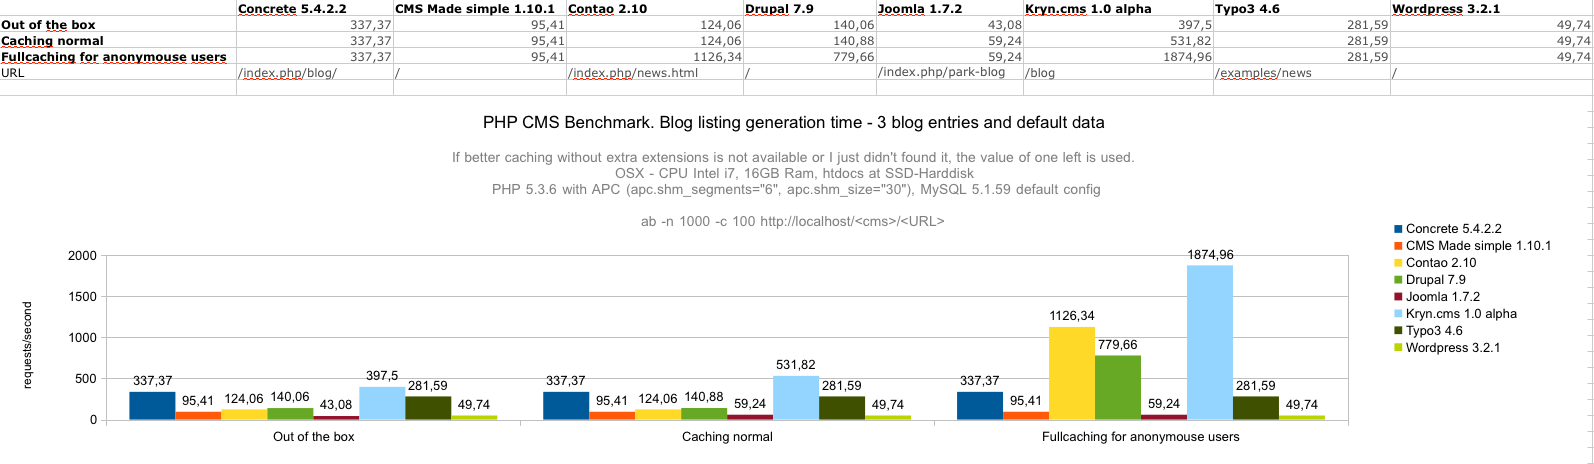 Concrete 5.4.2.2 CMS Made simple 1.10.1 Contao 2.10 Drupal 7.9 Joomla 1.7.2 Kryn.cms 1.0 alpha Typo3 4.6 Wordpress 3.2.1
Out of the box 337,37 95,41 124,06 140,06 43,08 397,5 281,59 49,74
Caching normal 337,37 95,41 124,06 140,88 59,24 531,82 281,59 49,74
Fullcaching for anonymouse users 337,37 95,41 1126,34 779,66 59,24 1874,96 281,59 49,74
URL /index.php/blog/ / /index.php/news.html / /index.php/park-blog /blog /examples/news /
PHP CMS Benchmark. Blog listing generation time - 3 blog entries and default data
If better caching without extra extensions is not available or I just didn't found it, the value of one left is used.
OSX - CPU Intel i7, 16GB Ram, htdocs at SSD-Harddisk
PHP 5.3.6 with APC (apc.shm_segments="6", apc.shm_size="30"), MySQL 5.1.59 default config
ab -n 1000 -c 100 http://localhost/<cms>/<URL>
requests/second
2000
1500
1000
500
0
337,37 95,41 124,06 140,06 43,08 397,5 281,59 49,74
337,37 95,41 124,06 140,88 59,24 531,82 281,59 49,74
337,37 95,41 1126,34 779,66 59,24 1874,96 281,59 49,74
Out of the box Caching normal Fullcaching for anonymouse users
Concrete 5.4.2.2
CMS Made simple 1.10.1
Contao 2.10
Drupal 7.9
Joomla 1.7.2
Kryn.cms 1.0 alpha
Typo3 4.6
Wordpress 3.2.1